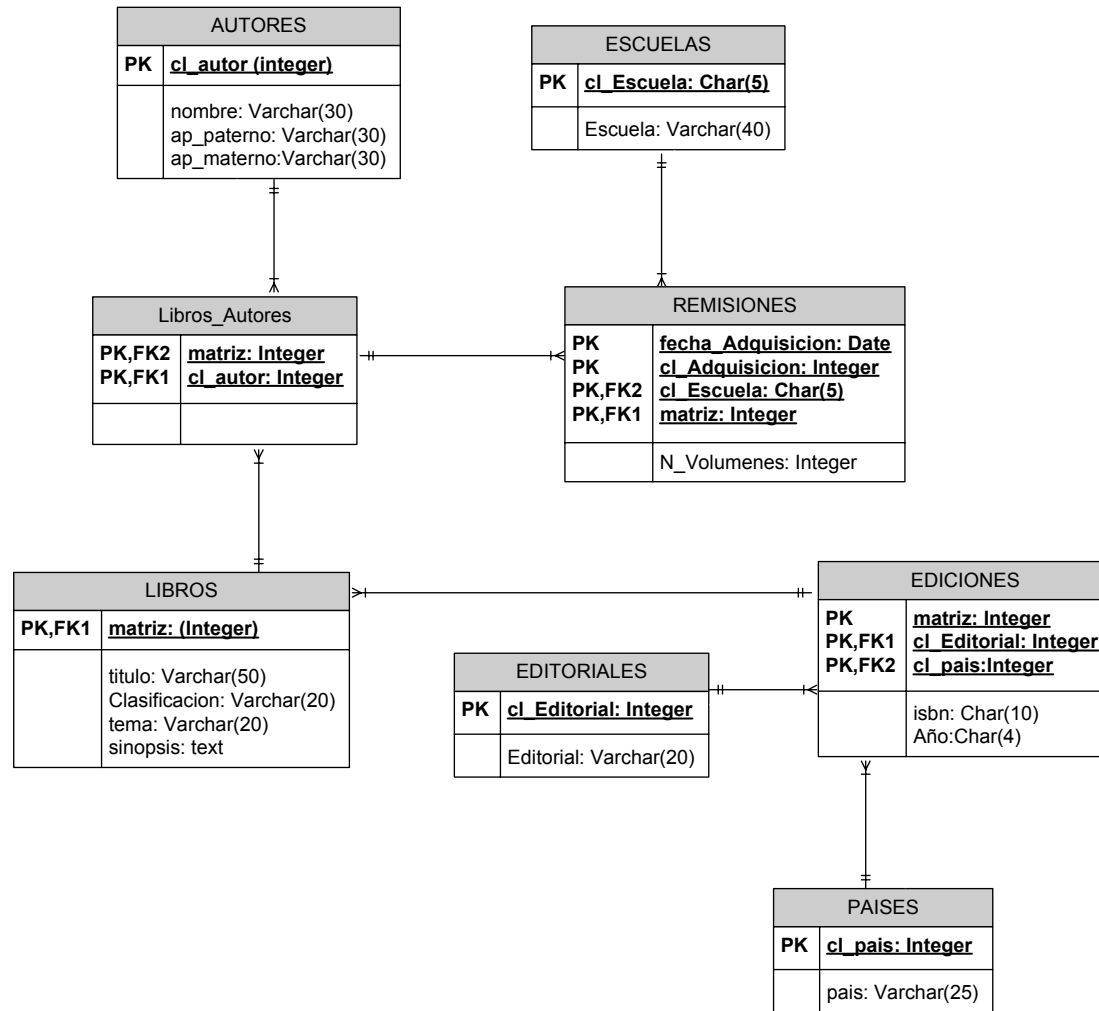 AUTORES
PK cl_autor (integer)
nombre: Varchar(30)
ap_paterno: Varchar(30)
ap_materno:Varchar(30)
ESCUELAS
PK cl_Escuela: Char(5)
Escuela: Varchar(40)
Libros_Autores
PK,FK2 matriz: Integer
PK,FK1 cl_autor: Integer
REMISIONES
PK fecha_Adquisicion: Date
PK cl_Adquisicion: Integer
PK,FK2 cl_Escuela: Char(5)
PK,FK1 matriz: Integer
N_Volumenes: Integer
LIBROS
PK,FK1 matriz: (Integer)
titulo: Varchar(50)
Clasificacion: Varchar(20)
tema: Varchar(20)
sinopsis: text
EDITORIALES
PK cl_Editorial: Integer
Editorial: Varchar(20)
EDICIONES
PK matriz: Integer
PK,FK1 cl_Editorial: Integer
PK,FK2 cl_pais:Integer
isbn: Char(10)
Año:Char(4)
PAISES
PK cl_pais: Integer
pais: Varchar(25)